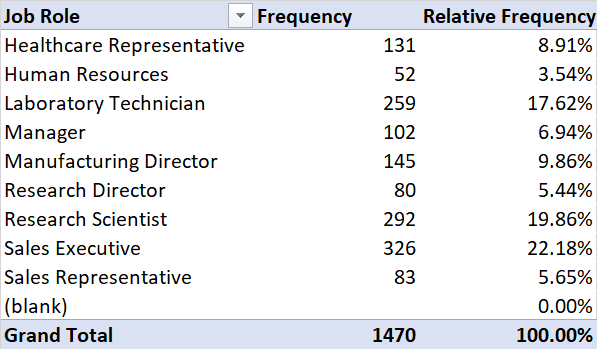 Job Role Frequency Relative Frequency
Healthcare Representative 131 8.91%
Human Resources 52 3.54%
Laboratory Technician 259 17.62%
Manager 102 6.94%
Manufacturing Director 145 9.86%
Research Director 80 5.44%
Research Scientist 292 19.86%
Sales Executive 326 22.18%
Sales Representative 83 5.65%
(blank) 0.00%
Grand Total 1470 100.00%